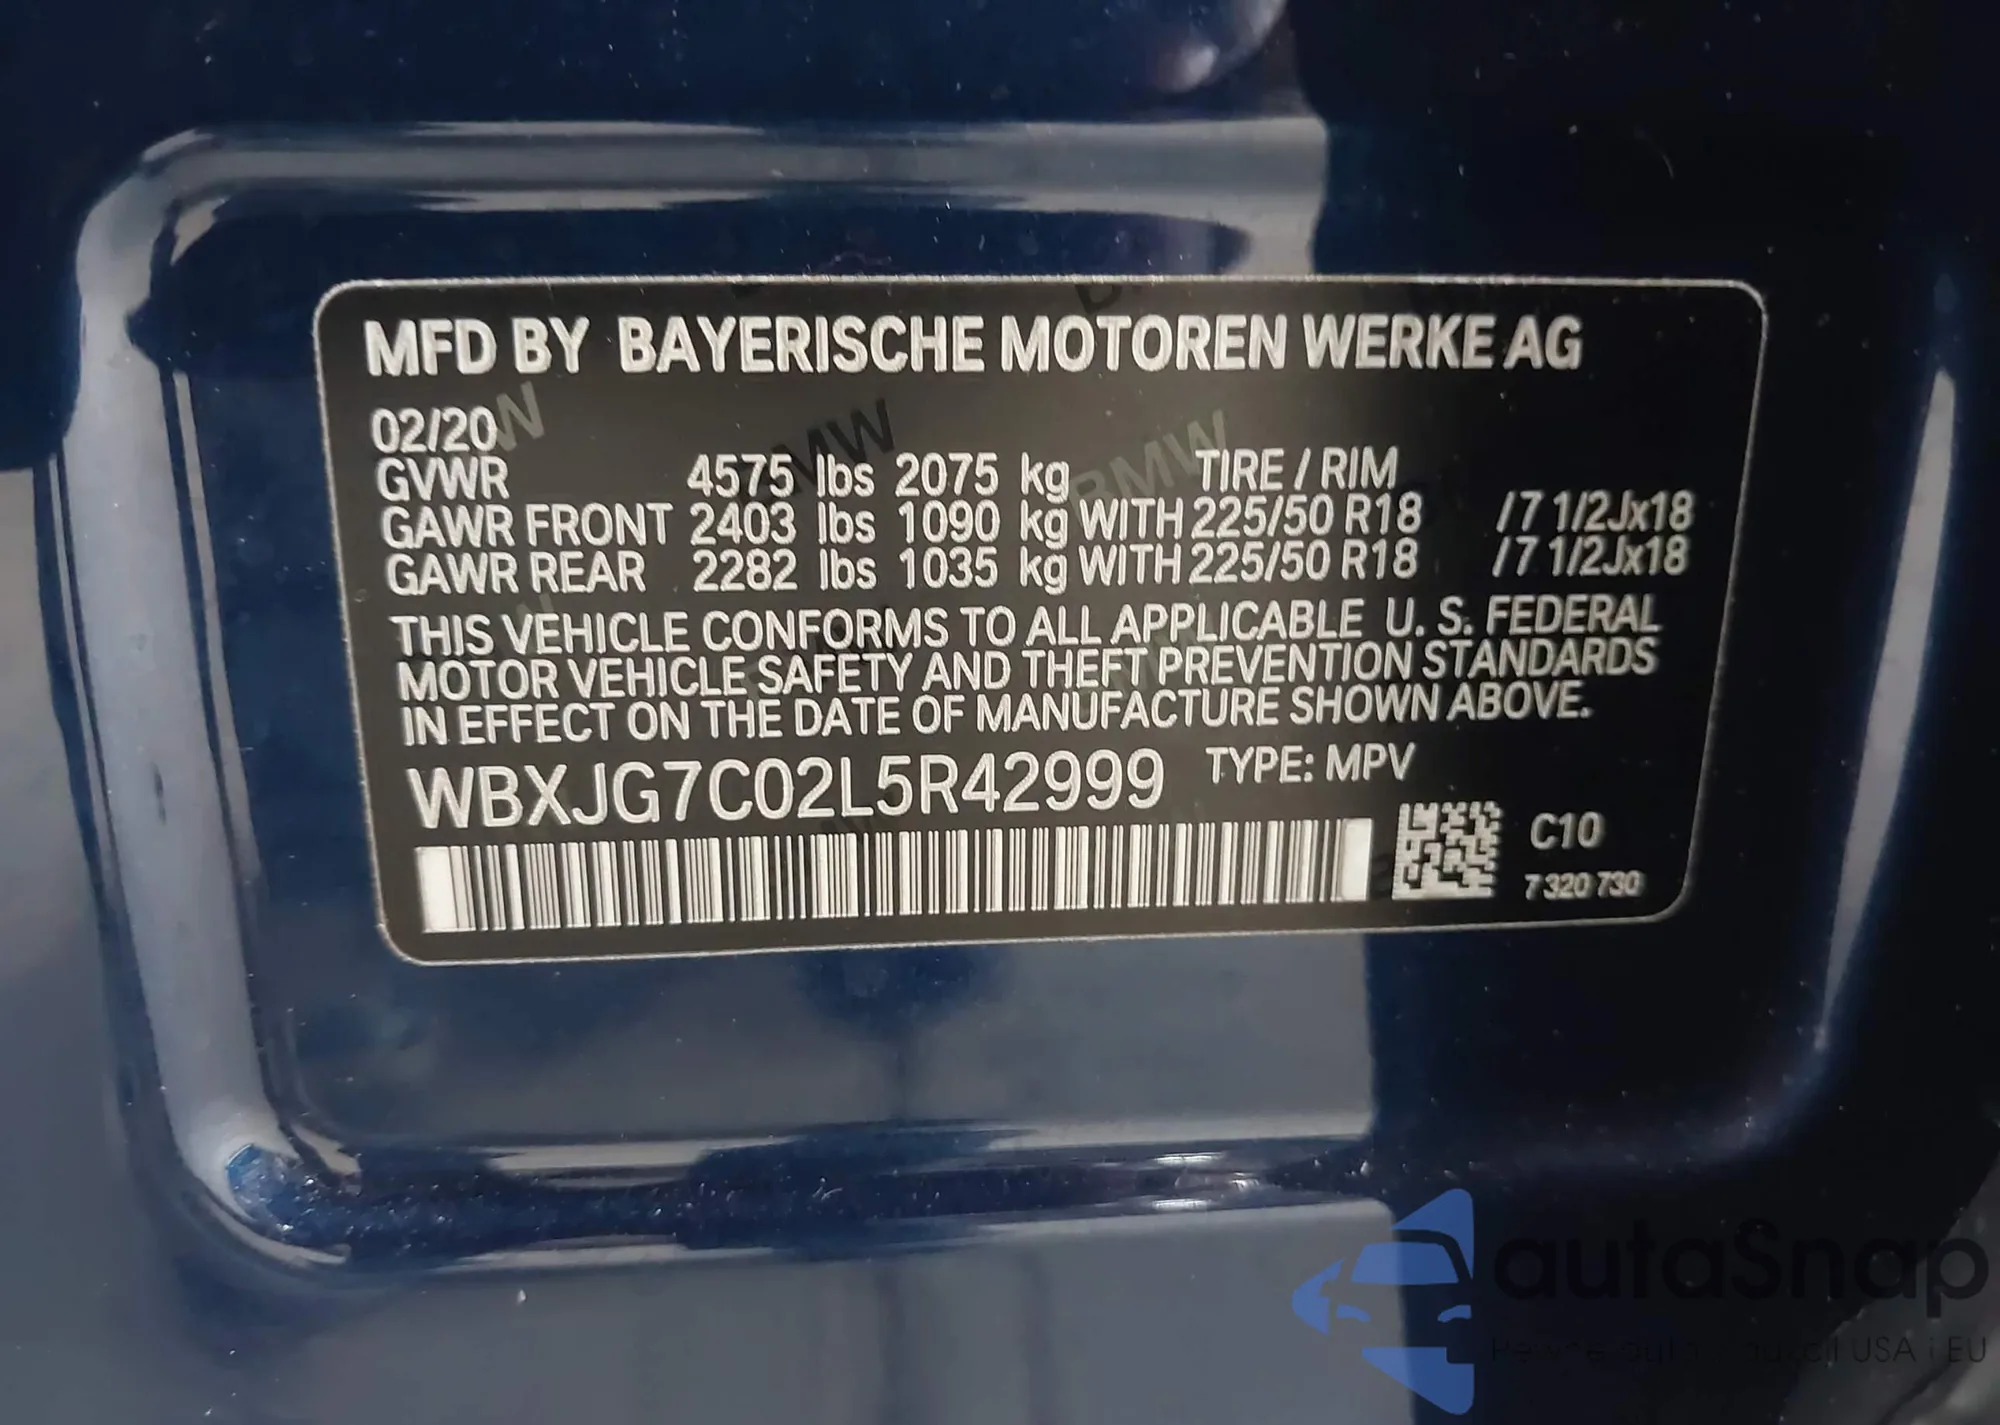 MFD BY BAYERISCHE MOTOREN WERKE AG
02/20
GVWR 4575 lbs 2075 kg TIRE / RIM
GAWR FRONT 2403 lbs 1090 kg WITH 225/50 R18 /7 1/2Jx18
GAWR REAR 2282 lbs 1035 kg WITH 225/50 R18 /7 1/2Jx18
THIS VEHICLE CONFORMS TO ALL APPLICABLE U. S. FEDERAL
MOTOR VEHICLE SAFETY AND THEFT PREVENTION STANDARDS
IN EFFECT ON THE DATE OF MANUFACTURE SHOWN ABOVE.
WBXJG7C02L5R42999 TYPE: MPV
C10
7 320 730
autaSnap
USA i EU